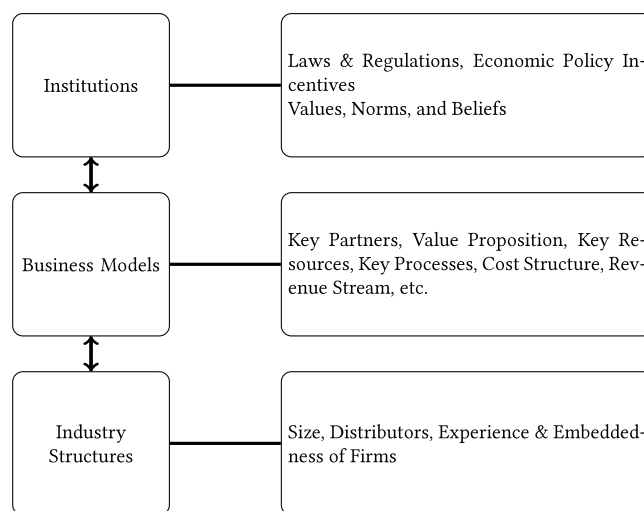 Institutions
Laws & Regulations, Economic Policy In-
centives
Values, Norms, and Beliefs
Business Models
Key Partners, Value Proposition, Key Re-
sources, Key Processes, Cost Structure, Rev-
enue Stream, etc.
Industry
Structures
Size, Distributors, Experience & Embedded-
ness of Firms